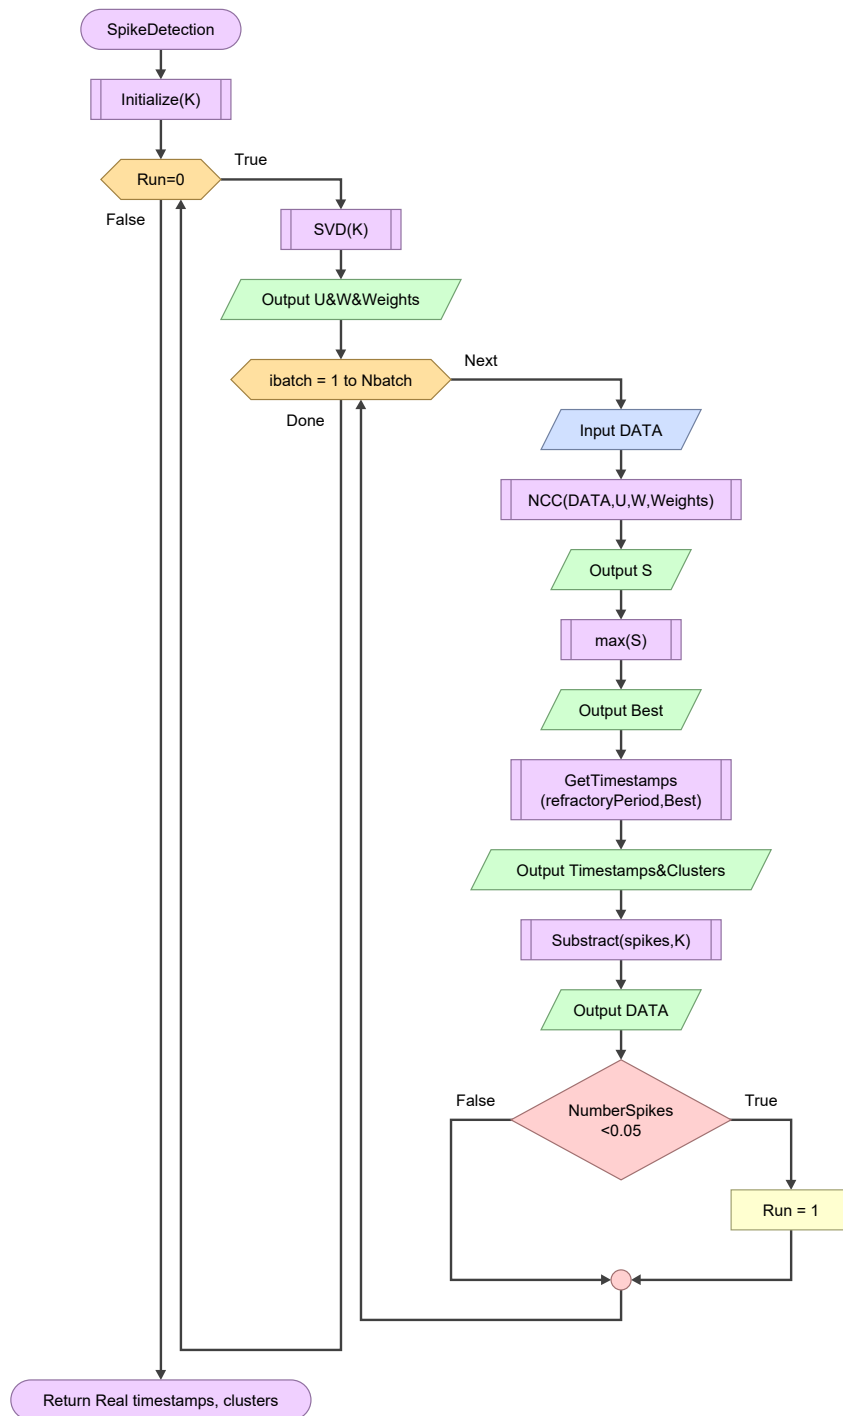 SpikeDetection
Initialize(K)
Run=0
True
False
SVD(K)
Output U&W&Weights
ibatch = 1 to Nbatch
Next
Done
Input DATA
NCC(DATA,U,W,Weights)
Output S
max(S)
Output Best
GetTimestamps
(refractoryPeriod,Best)
Output Timestamps&Clusters
Substract(spikes,K)
Output DATA
NumberSpikes
<0.05
False
True
Run = 1
Return Real timestamps, clusters